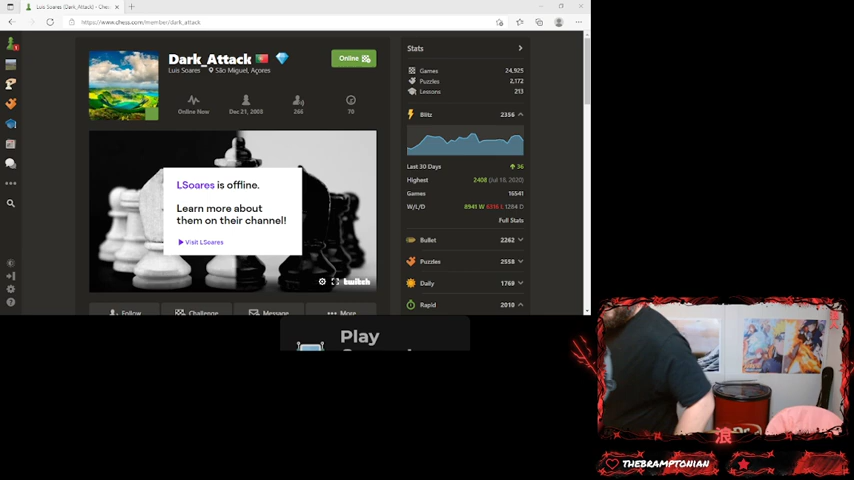 Luis Soares (Dark_Attack) - Ches
https://www.chess.com/member/dark_attack
Dark_Attack
Luis Soares
São Miguel, Açores
Online
Online Now
Dec 21, 2008
266
70
LSoares is offline.
Learn more about
them on their channel!
Visit LSoares
twitch
Follow
Challenge
Message
More
Stats
Games 24,925
Puzzles 2,172
Lessons 213
Blitz 2356
Last 30 Days 36
Highest 2408 (Jul 18, 2020)
Games 16541
W/L/D 8941 W 6316 L 1284 D
Full Stats
Bullet 2262
Puzzles 2558
Daily 1769
Rapid 2010
Play
浪
THEBRAMPTONIAN